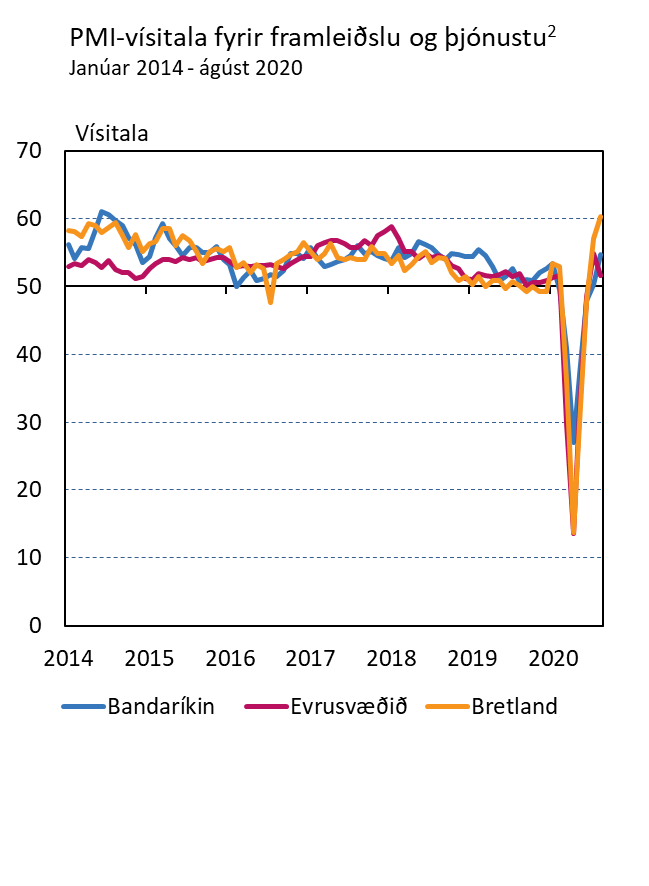 PMI-vísitala fyrir framleiðslu og þjónustu²
Janúar 2014 - ágúst 2020
Vísitala
70
60
50
40
30
20
10
0
2014 2015 2016 2017 2018 2019 2020
Bandaríkin Evrusvæðið Bretland